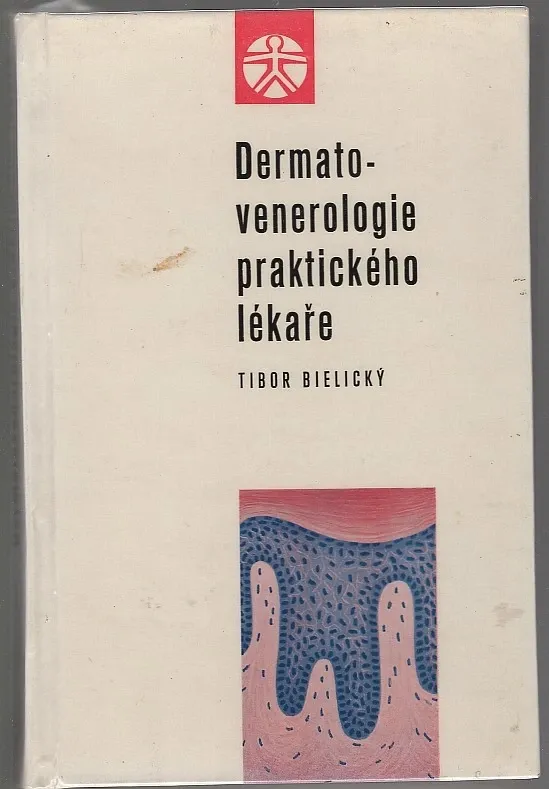 Dermato-
venerologie
praktického
lékaře
TIBOR BIELICKÝ